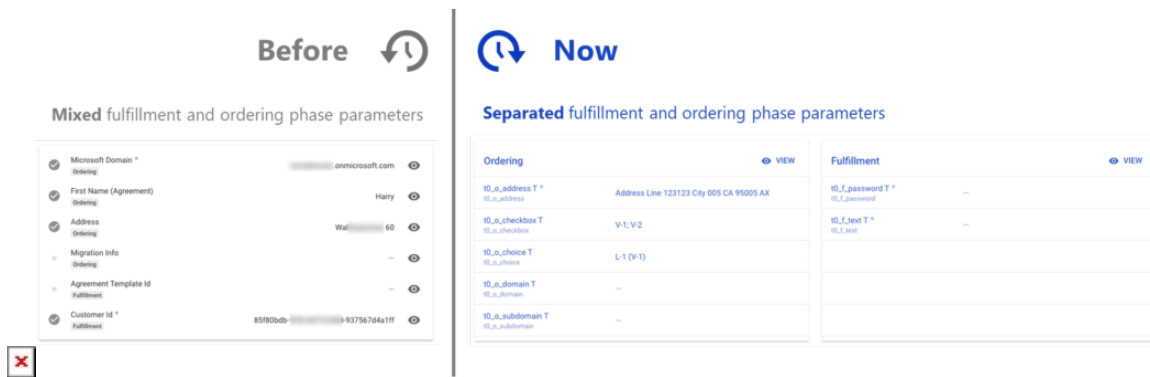 Before
Mixed fulfillment and ordering phase parameters
Microsoft Domain *
Ordering
.onmicrosoft.com
First Name (Agreement)
Ordering
Harry
Address
Ordering
Wal 60
Migration Info
Ordering
--
Agreement Template Id
Fulfillment
--
Customer Id *
Fulfillment
85f80bdb- -937567d4a1ff
Now
Separated fulfillment and ordering phase parameters
Ordering VIEW
t0_o_address T *
t0_o_address
Address Line 123123 City 005 CA 95005 AX
t0_o_checkbox T
t0_o_checkbox
V-1; V-2
t0_o_choice T
t0_o_choice
L-1 (V-1)
t0_o_domain T
t0_o_domain
--
t0_o_subdomain T
t0_o_subdomain
--
Fulfillment VIEW
t0_f_password T *
t0_f_password
--
t0_f_text T *
t0_f_text
--